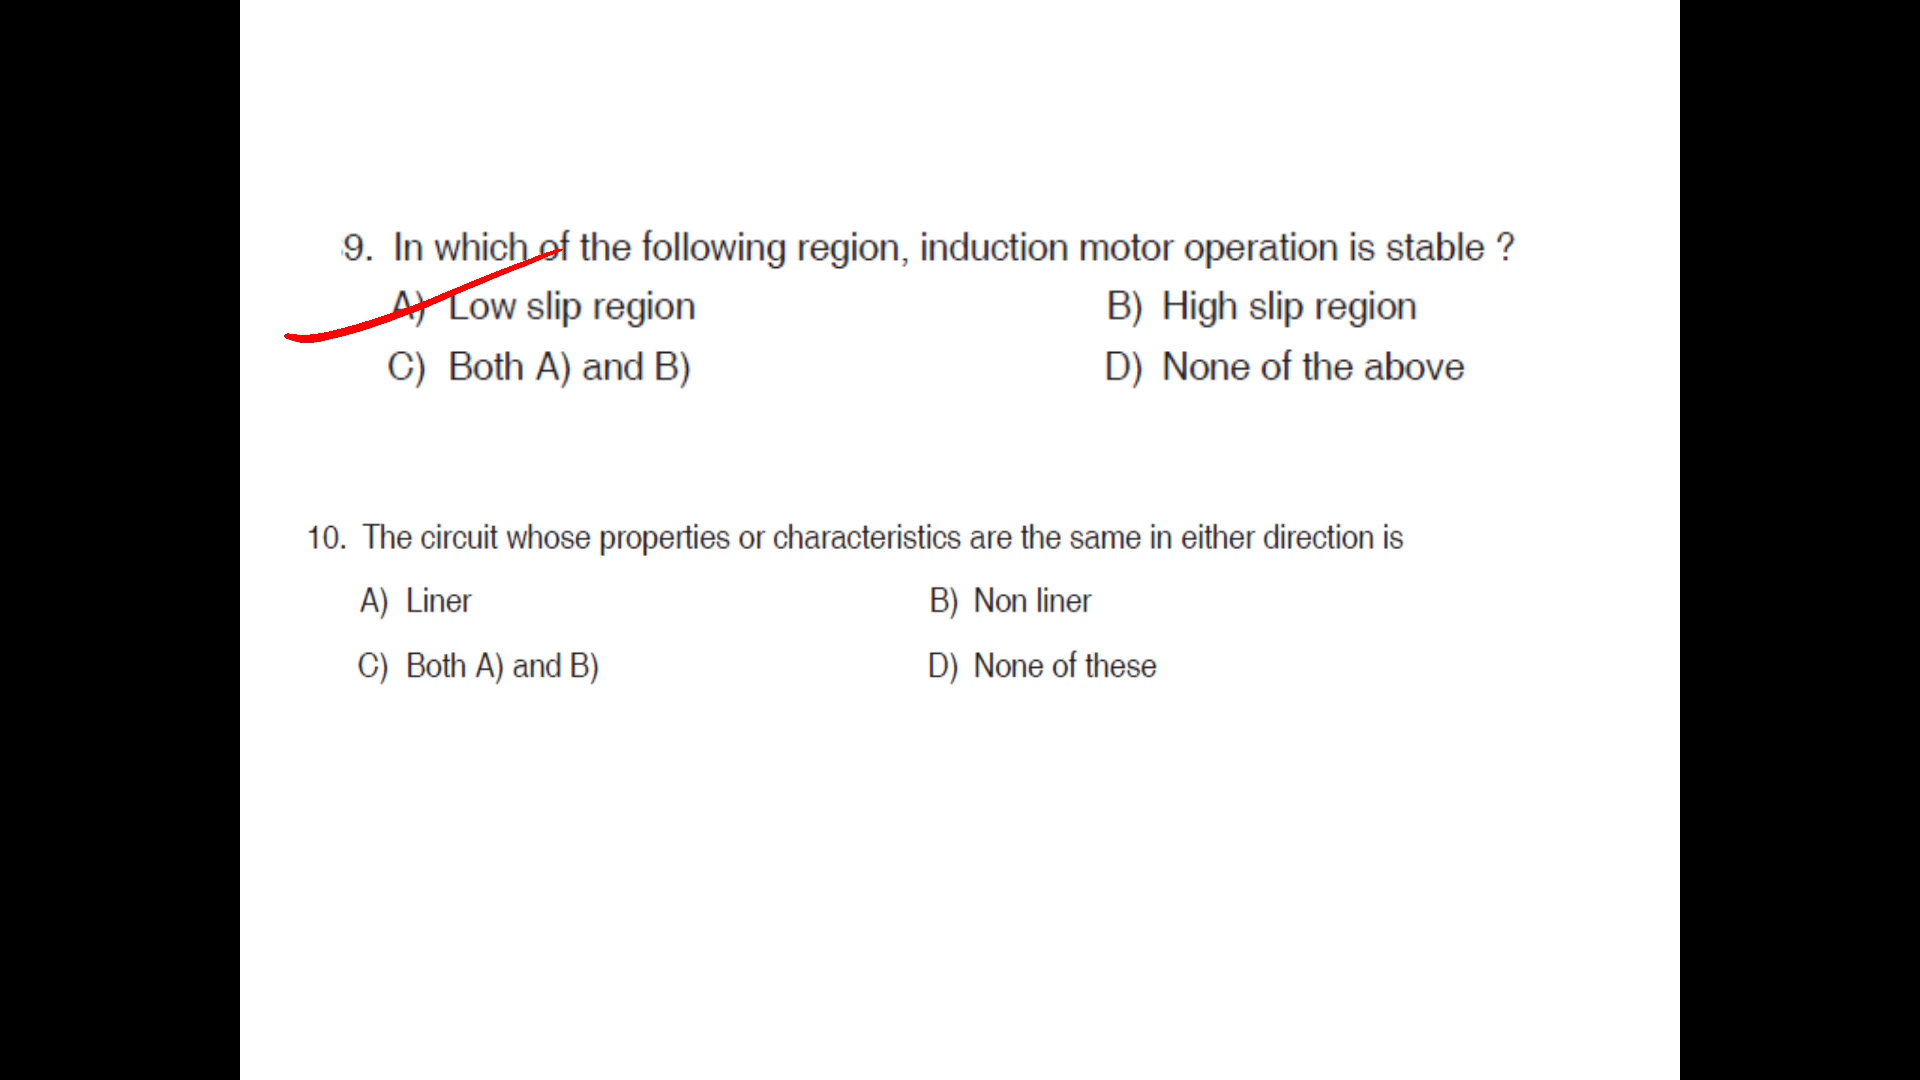 9. In which of the following region, induction motor operation is stable ?
A) Low slip region B) High slip region
C) Both A) and B) D) None of the above
10. The circuit whose properties or characteristics are the same in either direction is
A) Liner B) Non liner
C) Both A) and B) D) None of these